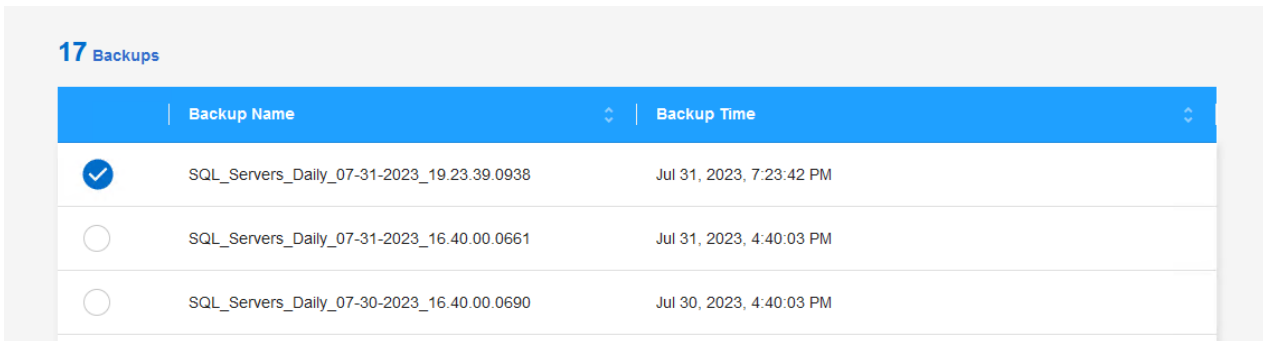 17 Backups
Backup Name Backup Time
SQL_Servers_Daily_07-31-2023_19.23.39.0938 Jul 31, 2023, 7:23:42 PM
SQL_Servers_Daily_07-31-2023_16.40.00.0661 Jul 31, 2023, 4:40:03 PM
SQL_Servers_Daily_07-30-2023_16.40.00.0690 Jul 30, 2023, 4:40:03 PM